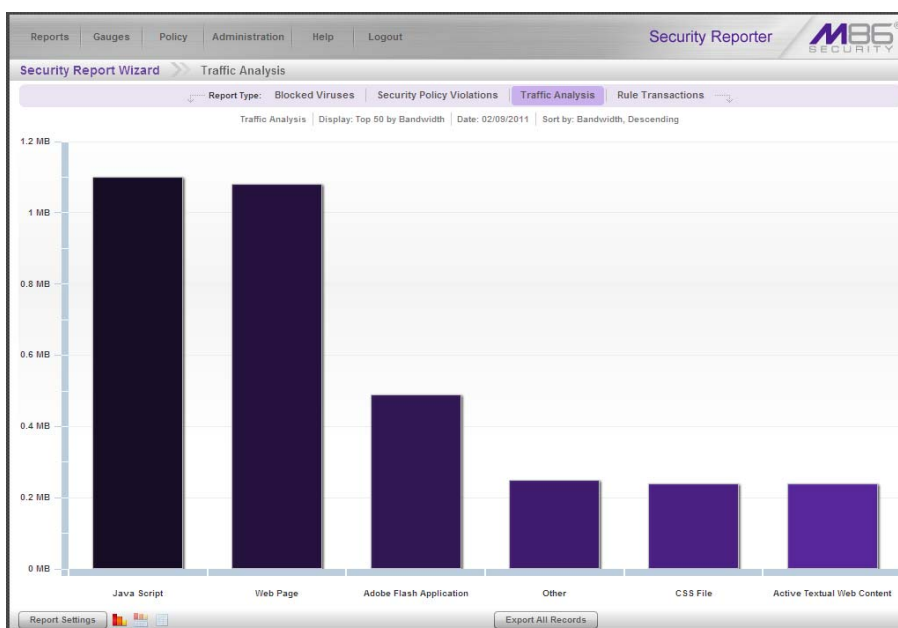 Reports Gauges Policy Administration Help Logout Security Reporter M86®
SECURITY
Security Report Wizard Traffic Analysis
Report Type: Blocked Viruses Security Policy Violations Traffic Analysis Rule Transactions
Traffic Analysis Display: Top 50 by Bandwidth Date: 02/09/2011 Sort by: Bandwidth, Descending
1.2 MB
1 MB
0.8 MB
0.6 MB
0.4 MB
0.2 MB
0 MB
Java Script Web Page Adobe Flash Application Other CSS File Active Textual Web Content
Report Settings Export All Records